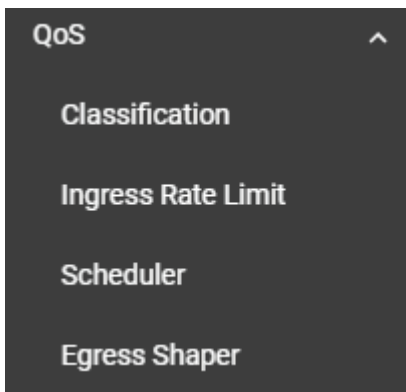 QoS
Classification
Ingress Rate Limit
Scheduler
Egress Shaper